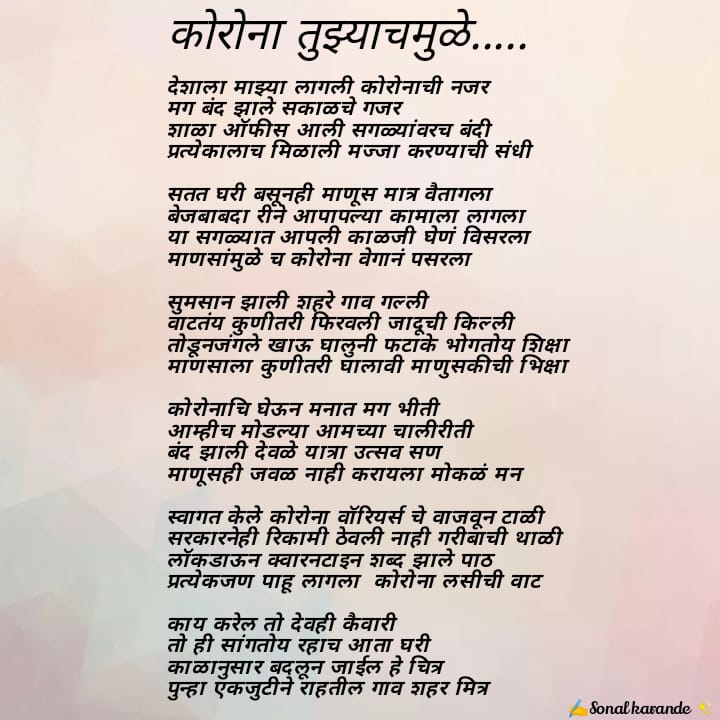 कोरोना तुझ्याचमुळे.....
देशाला माझ्या लागली कोरोनाची नजर
मग बंद झाले सकाळचे गजर
शाळा ऑफीस आली सगळ्यांवरच बंदी
प्रत्येकालाच मिळाली मज्जा करण्याची संधी
सतत घरी बसूनही माणूस मात्र वैतागला
बेजबाबदा रीने आपापल्या कामाला लागला
या सगळ्यात आपली काळजी घेणं विसरला
माणसांमुळे च कोरोना वेगानं पसरला
सुमसान झाली शहरे गाव गल्ली
वाटतंय कुणीतरी फिरवली जादूची किल्ली
तोडूनजंगले खाऊ घालुनी फटाके भोगतोय शिक्षा
माणसाला कुणीतरी घालावी माणुसकीची भिक्षा
कोरोनाचि घेऊन मनात मग भीती
आम्हीच मोडल्या आमच्या चालीरीती
बंद झाली देवळे यात्रा उत्सव सण
माणूसही जवळ नाही करायला मोकळं मन
स्वागत केले कोरोना वॉरियर्स चे वाजवून टाळी
सरकारनेही रिकामी ठेवली नाही गरीबाची थाळी
लॉकडाऊन क्वारनटाइन शब्द झाले पाठ
प्रत्येकजण पाहू लागला कोरोना लसीची वाट
काय करेल तो देवही कैवारी
तो ही सांगतोय रहाच आता घरी
काळानुसार बदलून जाईल हे चित्र
पुन्हा एकजुटीने राहतील गाव शहर मित्र
✍️Sonal karande ✨